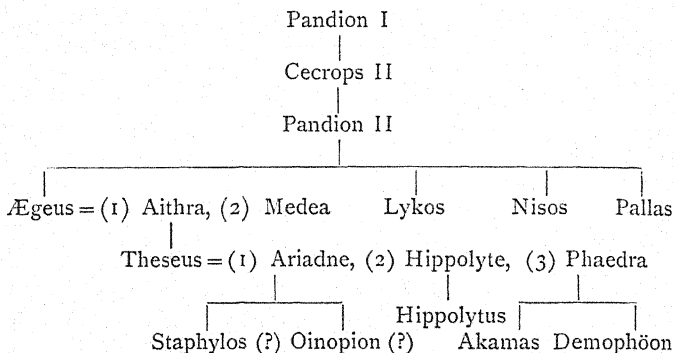 Pandion I
Cecrops II
Pandion II
Ægeus = (1) Aithra, (2) Medea Lykos Nisos Pallas
Theseus = (1) Ariadne, (2) Hippolyte, (3) Phaedra
Hippolytus
Staphylos (?) Oinopion (?) Akamas Demophöon